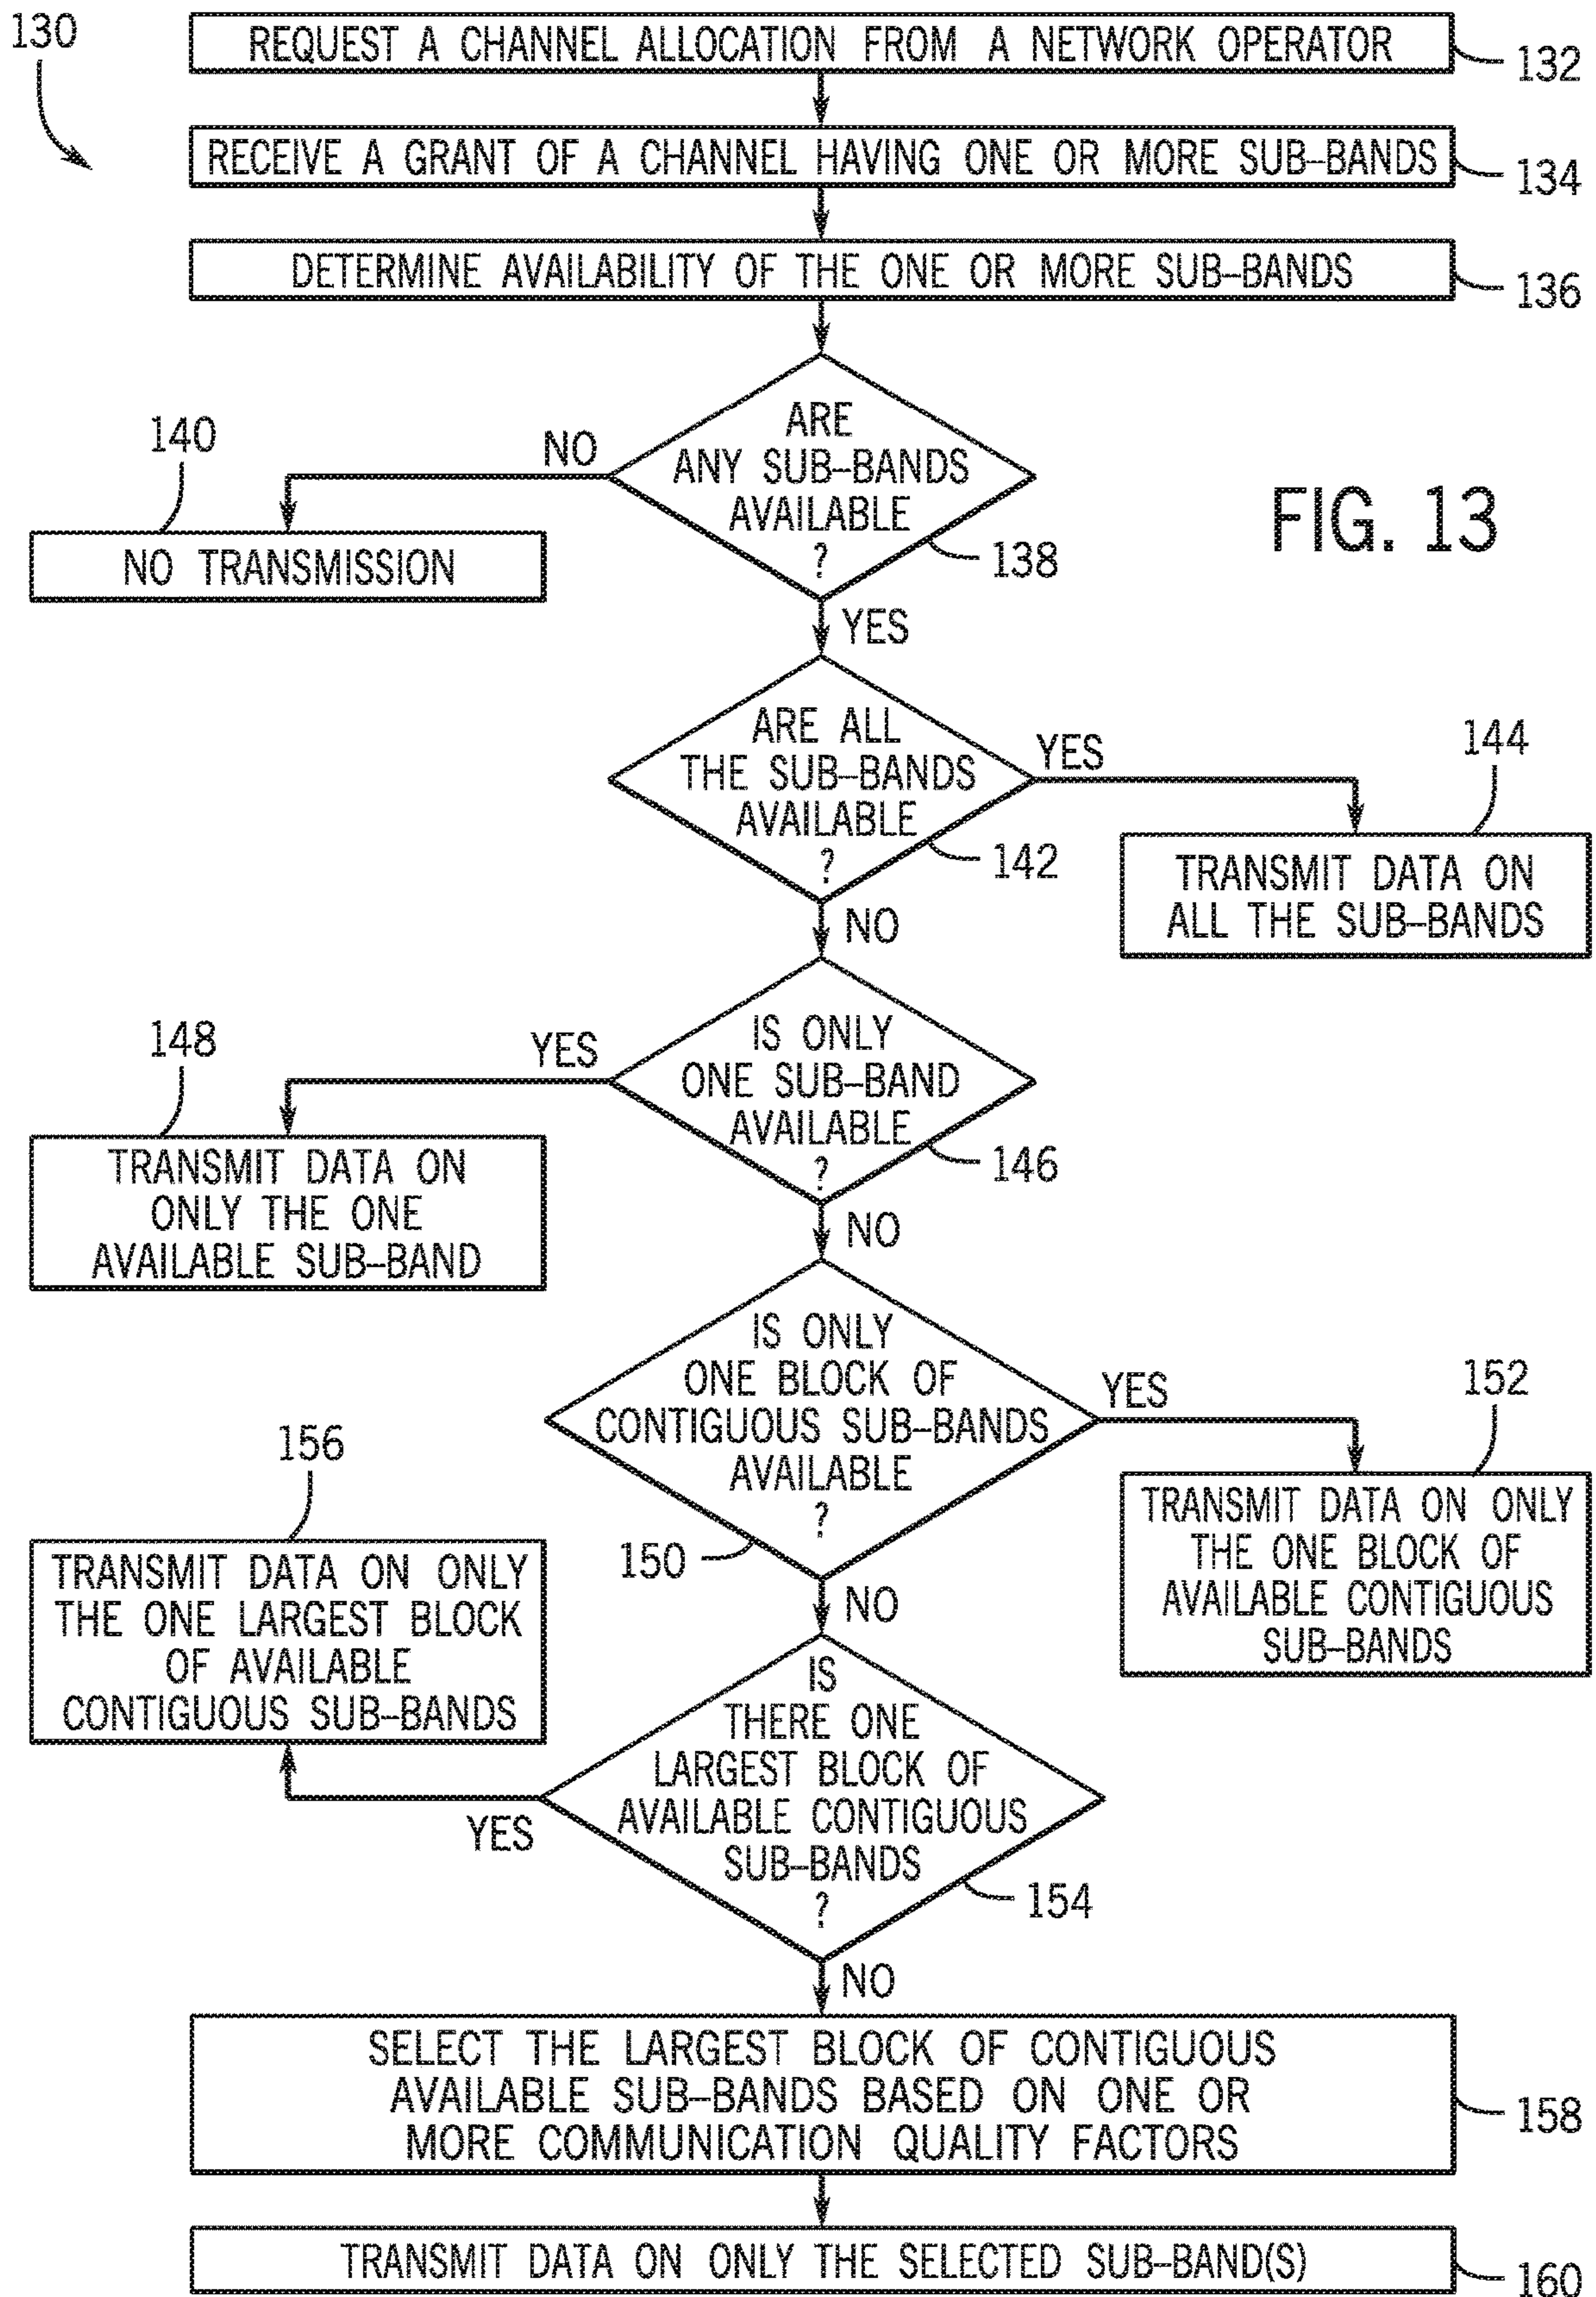 130
REQUEST A CHANNEL ALLOCATION FROM A NETWORK OPERATOR
132
RECEIVE A GRANT OF A CHANNEL HAVING ONE OR MORE SUB-BANDS
134
DETERMINE AVAILABILITY OF THE ONE OR MORE SUB-BANDS
136
ARE
ANY SUB-BANDS
AVAILABLE
?
138
NO
140
NO TRANSMISSION
FIG. 13
YES
ARE ALL
THE SUB-BANDS
AVAILABLE
?
142
YES
144
TRANSMIT DATA ON
ALL THE SUB-BANDS
NO
IS ONLY
ONE SUB-BAND
AVAILABLE
?
146
YES
148
TRANSMIT DATA ON
ONLY THE ONE
AVAILABLE SUB-BAND
NO
IS ONLY
ONE BLOCK OF
CONTIGUOUS SUB-BANDS
AVAILABLE
?
150
YES
152
TRANSMIT DATA ON ONLY
THE ONE BLOCK OF
AVAILABLE CONTIGUOUS
SUB-BANDS
NO
IS
THERE ONE
LARGEST BLOCK OF
AVAILABLE CONTIGUOUS
SUB-BANDS
?
154
YES
156
TRANSMIT DATA ON ONLY
THE ONE LARGEST BLOCK
OF AVAILABLE
CONTIGUOUS SUB-BANDS
NO
SELECT THE LARGEST BLOCK OF CONTIGUOUS
AVAILABLE SUB-BANDS BASED ON ONE OR
MORE COMMUNICATION QUALITY FACTORS
158
TRANSMIT DATA ON ONLY THE SELECTED SUB-BAND(S)
160